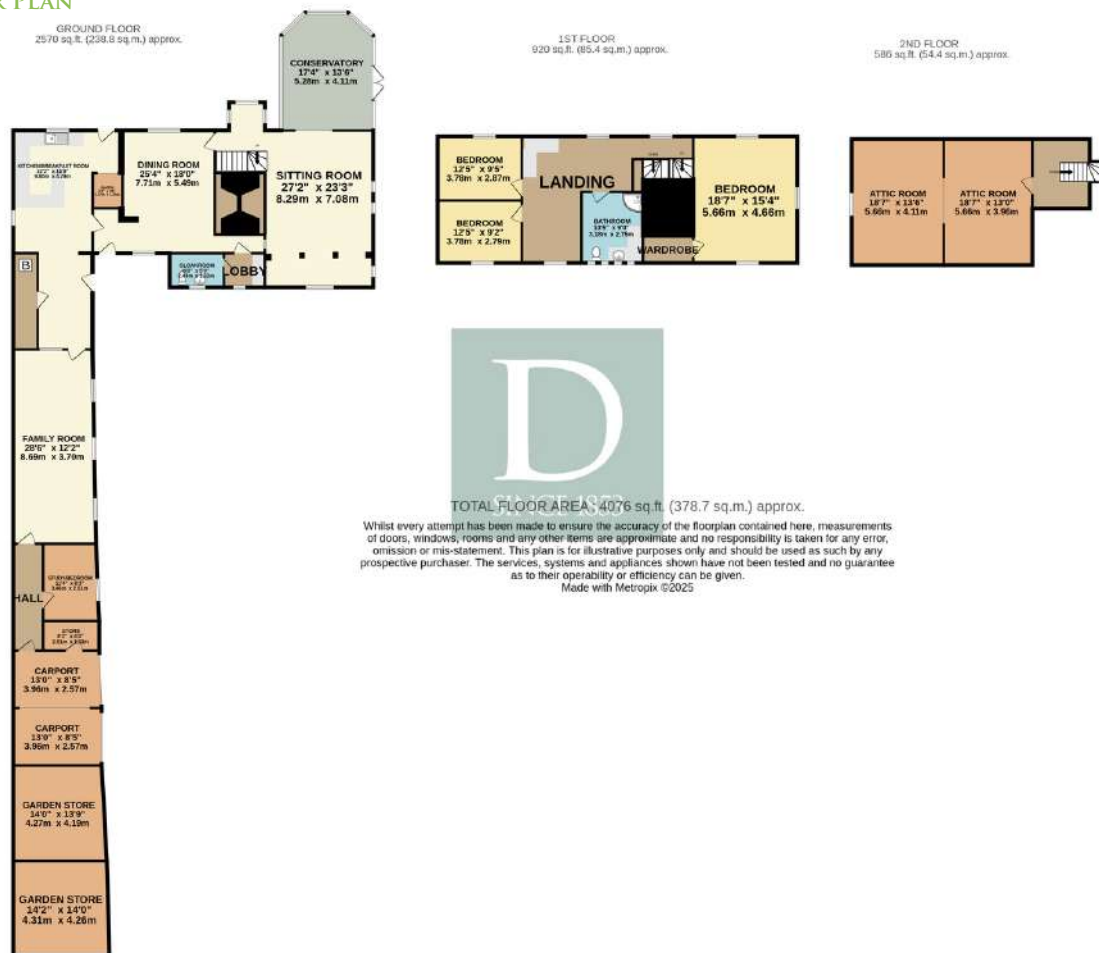 PLAN
GROUND FLOOR
2570 sq.ft. (238.8 sq.m.) approx.
1ST FLOOR
920 sq.ft. (85.4 sq.m.) approx.
2ND FLOOR
586 sq.ft. (54.4 sq.m.) approx.
CONSERVATORY
17'4" x 13'6"
5.28m x 4.11m
KITCHEN/BREAKFAST ROOM
DINING ROOM
25'4" x 18'0"
7.71m x 5.49m
SITTING ROOM
27'2" x 23'3"
8.29m x 7.08m
CLOAKROOM
LOBBY
B
FAMILY ROOM
28'6" x 12'2"
8.69m x 3.70m
HALL
STORE
CARPORT
13'0" x 8'5"
3.96m x 2.57m
CARPORT
13'0" x 8'5"
3.96m x 2.57m
GARDEN STORE
14'0" x 13'9"
4.27m x 4.19m
GARDEN STORE
14'2" x 14'0"
4.31m x 4.26m
BEDROOM
12'5" x 9'5"
3.78m x 2.87m
BEDROOM
12'5" x 9'2"
3.78m x 2.79m
LANDING
BATHROOM
WARDROBE
BEDROOM
18'7" x 15'4"
5.66m x 4.66m
ATTIC ROOM
18'7" x 13'6"
5.66m x 4.11m
ATTIC ROOM
18'7" x 13'0"
5.66m x 3.96m
D
SINCE 1853
TOTAL FLOOR AREA : 4076 sq.ft. (378.7 sq.m.) approx.
Whilst every attempt has been made to ensure the accuracy of the floorplan contained here, measurements
of doors, windows, rooms and any other items are approximate and no responsibility is taken for any error,
omission or mis-statement. This plan is for illustrative purposes only and should be used as such by any
prospective purchaser. The services, systems and appliances shown have not been tested and no guarantee
as to their operability or efficiency can be given.
Made with Metropix ©2025